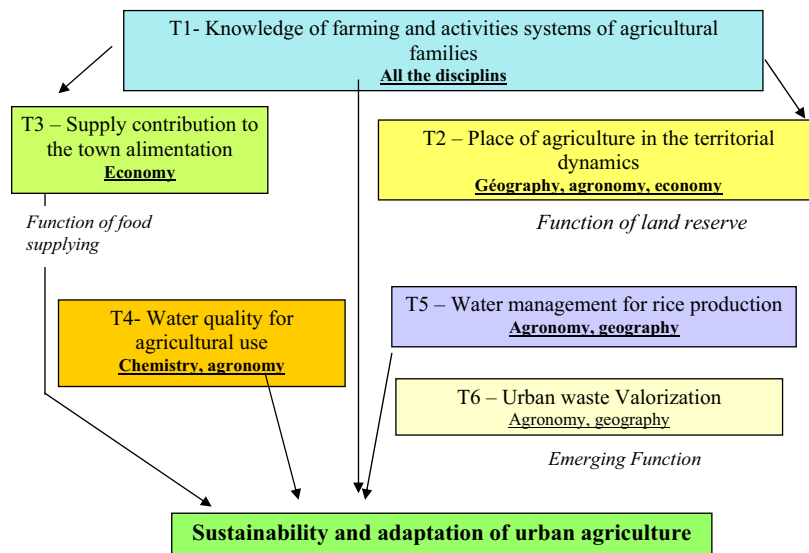 T1- Knowledge of farming and activities systems of agricultural
families
All the disciplins
T3 – Supply contribution to
the town alimentation
Economy
T2 – Place of agriculture in the territorial
dynamics
Géography, agronomy, economy
Function of food
supplying
Function of land reserve
T4- Water quality for
agricultural use
Chemistry, agronomy
T5 – Water management for rice production
Agronomy, geography
T6 – Urban waste Valorization
Agronomy, geography
Emerging Function
Sustainability and adaptation of urban agriculture